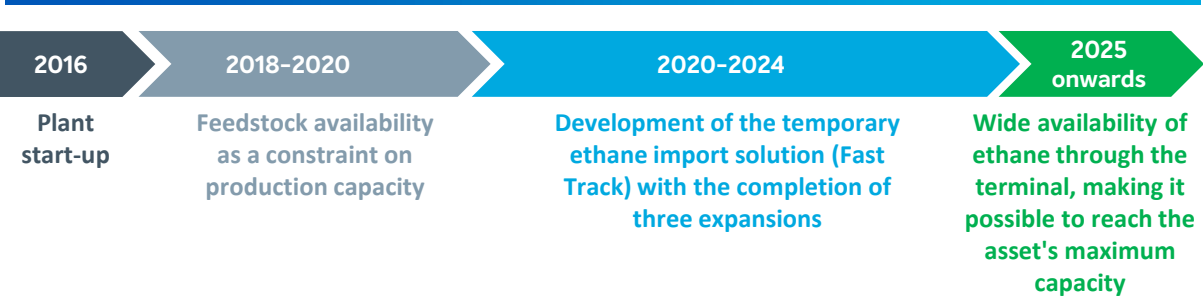 2016
2018-2020
2020-2024
2025
onwards
Plant
start-up
Feedstock availability
as a constraint on
production capacity
Development of the temporary
ethane import solution (Fast
Track) with the completion of
three expansions
Wide availability of
ethane through the
terminal, making it
possible to reach the
asset's maximum
capacity